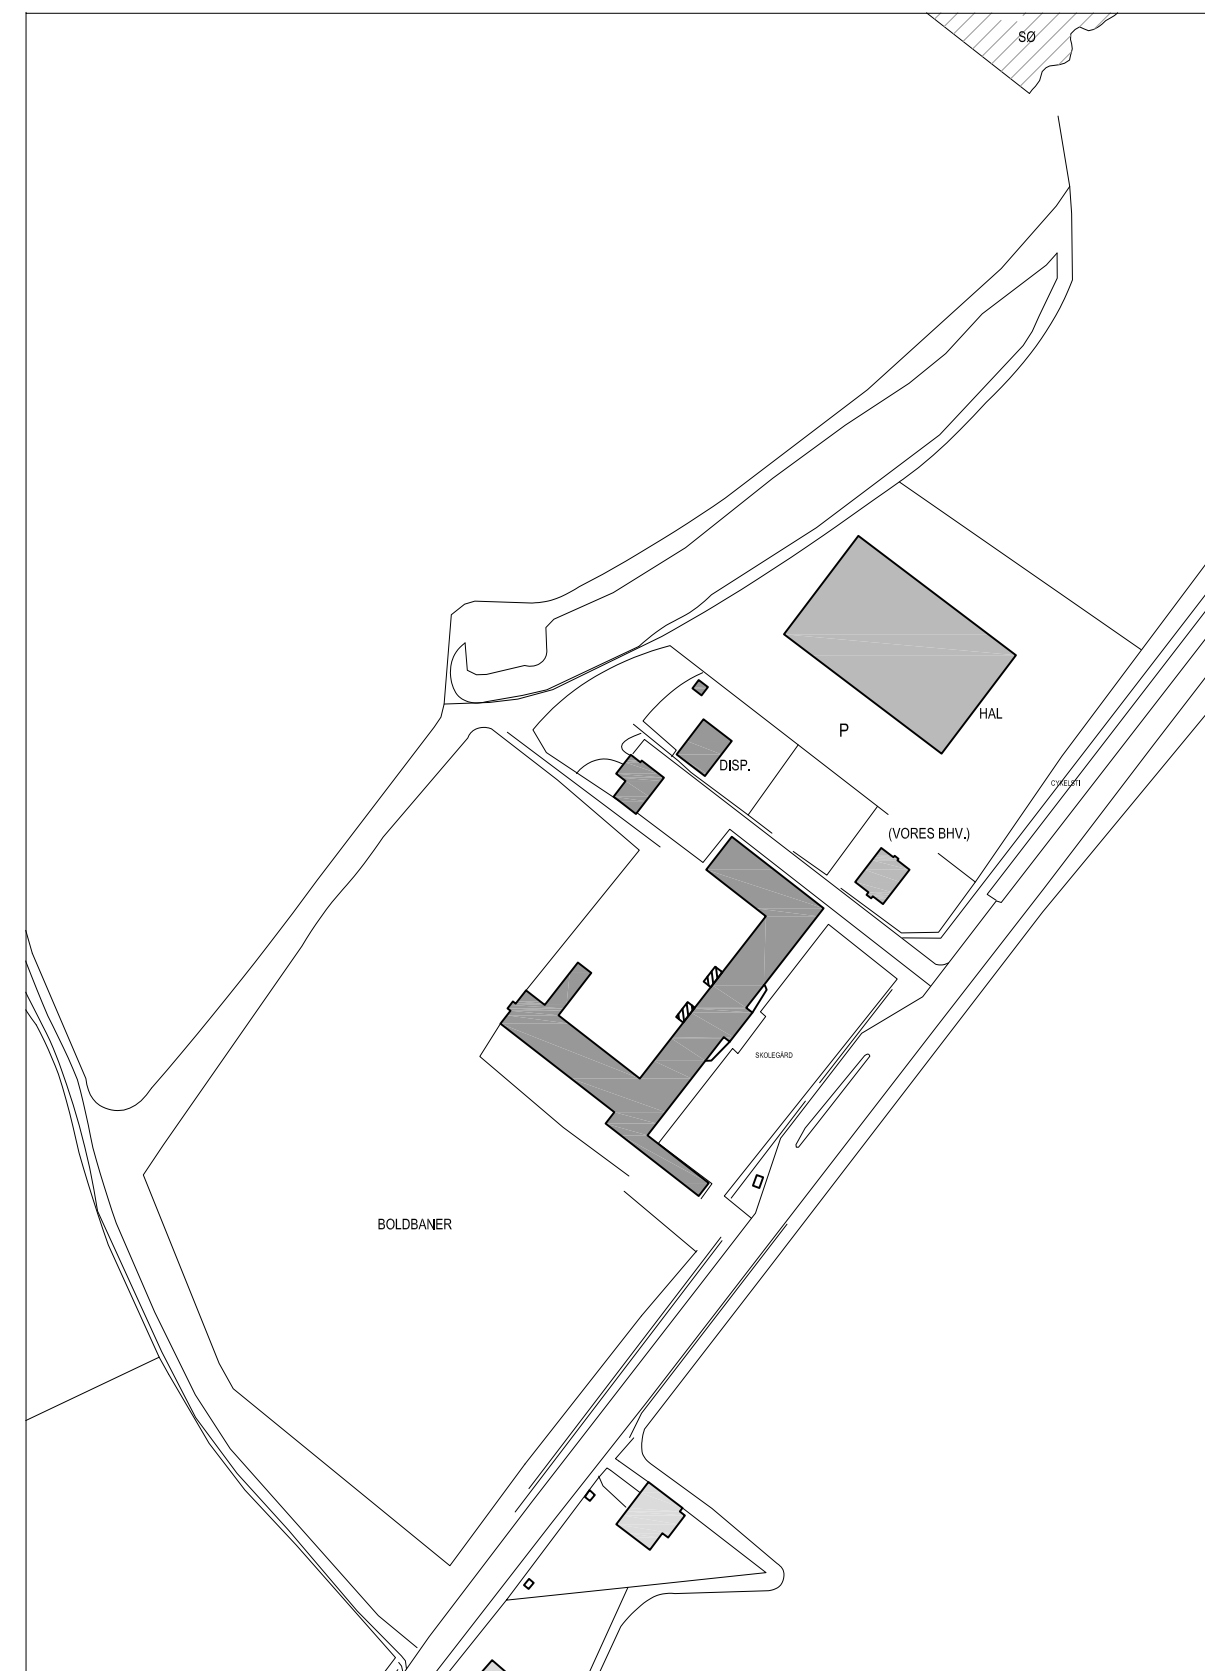 SØ
HAL
P
DISP.
CYKELSTI
(VORES BHV.)
SKOLEGÅRD
BOLDBANER